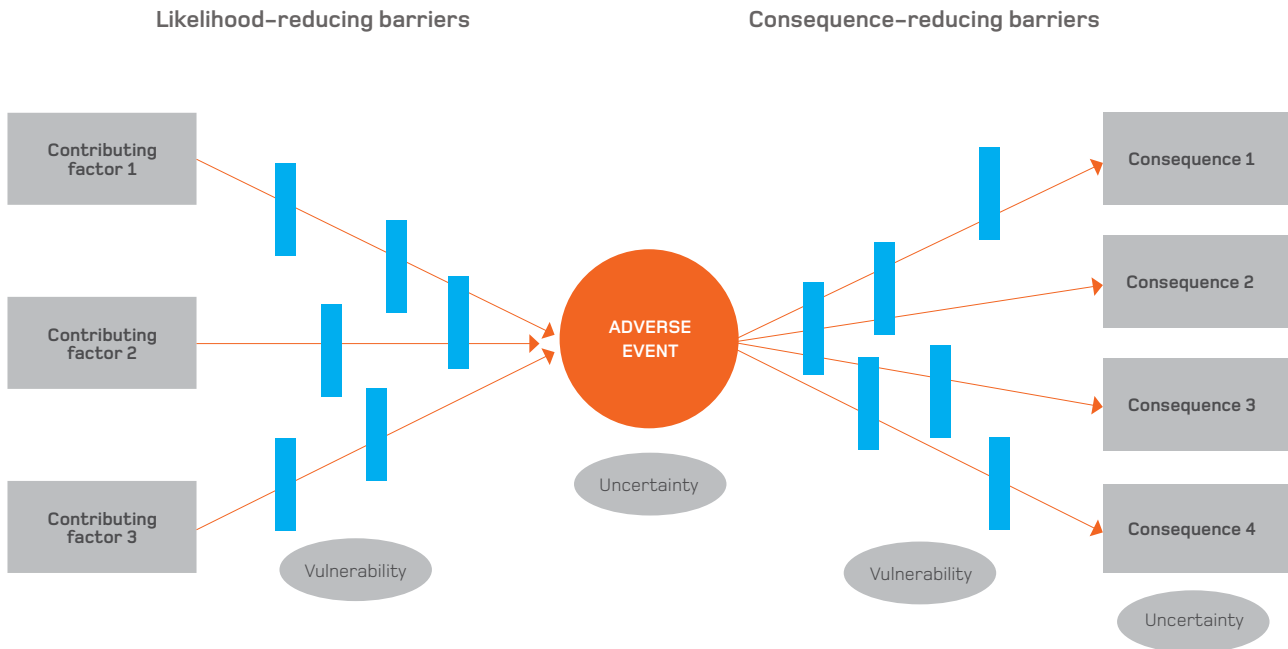 Likelihood-reducing barriers
Consequence-reducing barriers
Contributing
factor 1
Contributing
factor 2
Contributing
factor 3
ADVERSE
EVENT
Uncertainty
Vulnerability
Vulnerability
Consequence 1
Consequence 2
Consequence 3
Consequence 4
Uncertainty